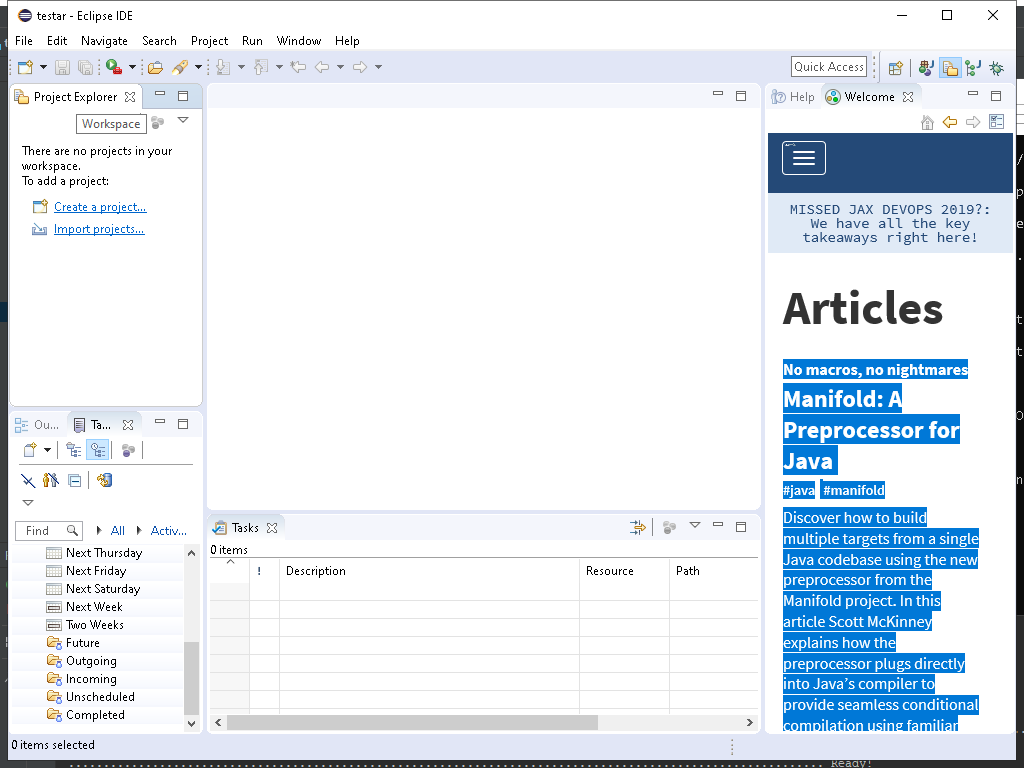 testar - Eclipse IDE
File Edit Navigate Search Project Run Window Help
Quick Access
Project Explorer
Workspace
There are no projects in your
workspace.
To add a project:
Create a project...
Import projects...
Ou...
Ta...
Find
All
Activ...
Next Thursday
Next Friday
Next Saturday
Next Week
Two Weeks
Future
Outgoing
Incoming
Unscheduled
Completed
0 items selected
Tasks
0 items
! Description Resource Path
Help
Welcome
MISSED JAX DEVOPS 2019?:
We have all the key
takeaways right here!
Articles
No macros, no nightmares
Manifold: A
Preprocessor for
Java
#java #manifold
Discover how to build
multiple targets from a single
Java codebase using the new
preprocessor from the
Manifold project. In this
article Scott McKinney
explains how the
preprocessor plugs directly
into Java’s compiler to
provide seamless conditional
compilation using familiar
Ready!